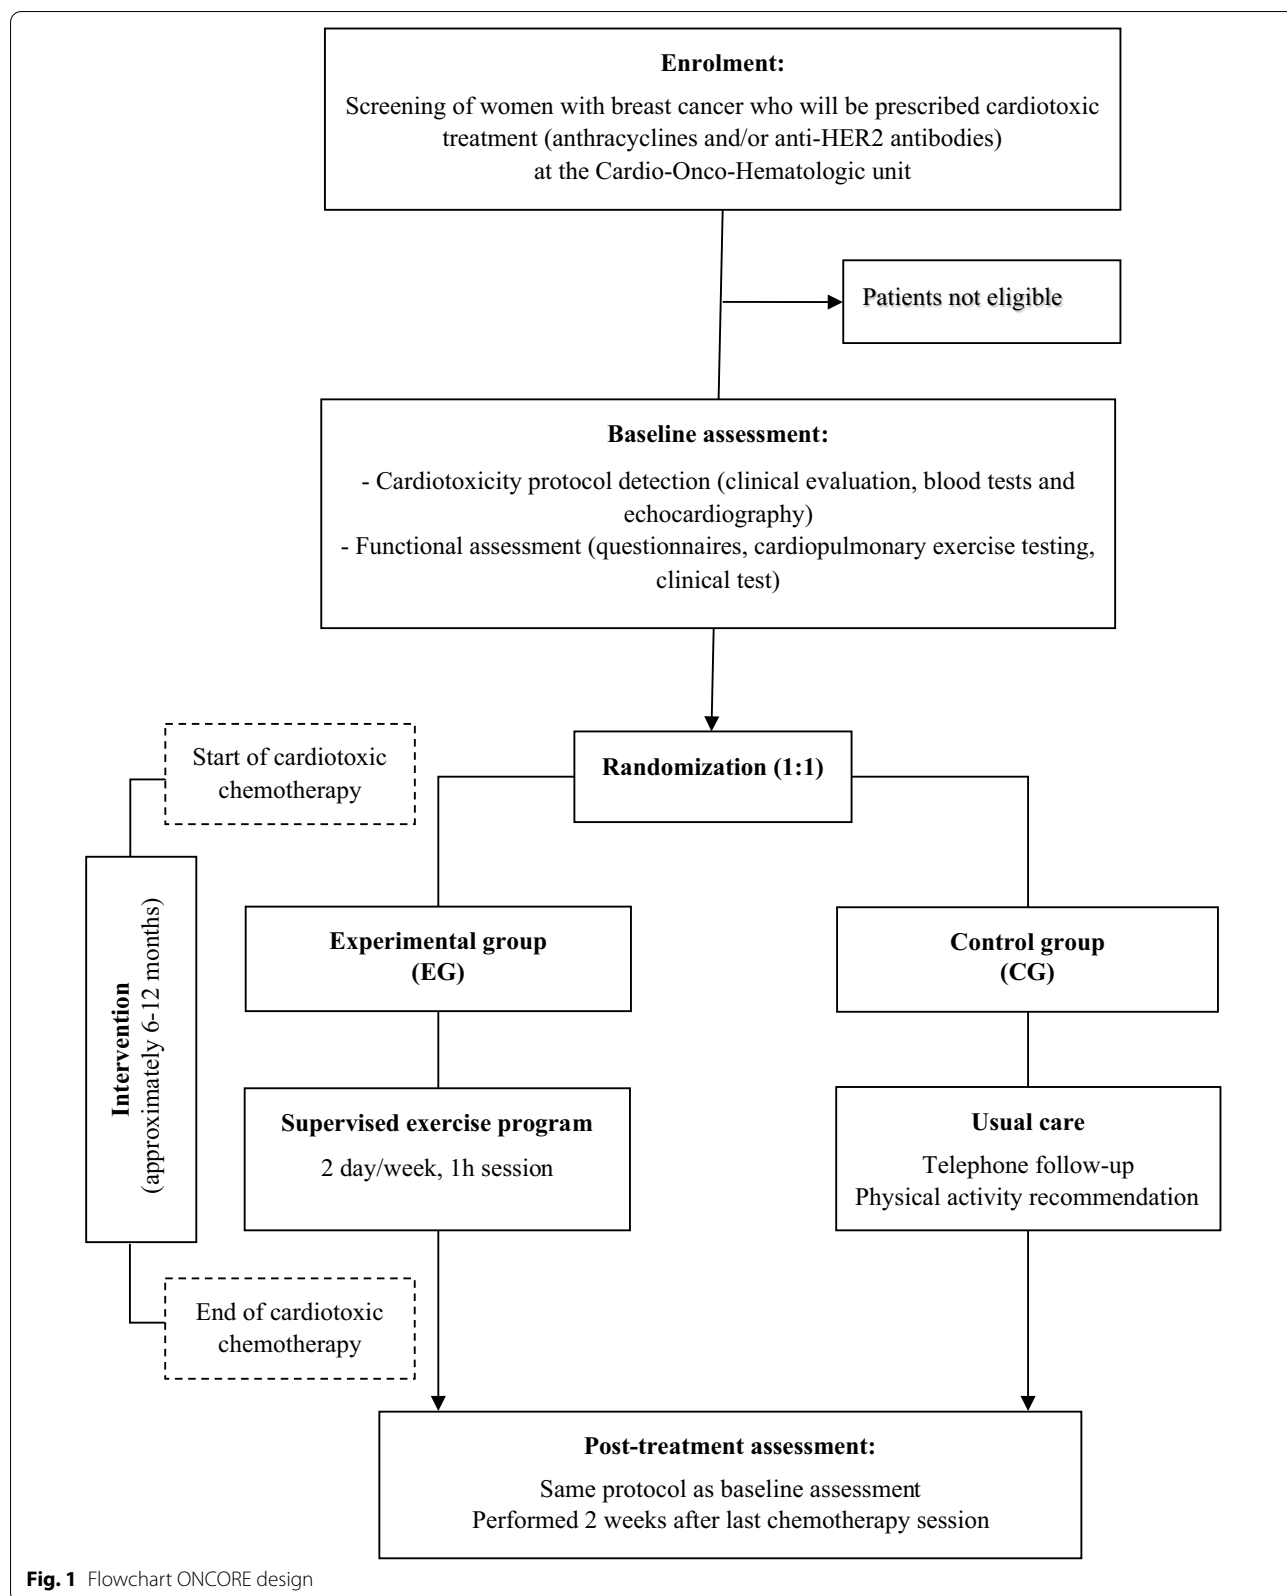 Enrolment:
Screening of women with breast cancer who will be prescribed cardiotoxic
treatment (anthracyclines and/or anti-HER2 antibodies)
at the Cardio-Onco-Hematologic unit
Patients not eligible
Baseline assessment:
- Cardiotoxicity protocol detection (clinical evaluation, blood tests and
echocardiography)
- Functional assessment (questionnaires, cardiopulmonary exercise testing,
clinical test)
Start of cardiotoxic
chemotherapy
Randomization (1:1)
Intervention
(approximately 6-12 months)
Experimental group
(EG)
Control group
(CG)
Supervised exercise program
2 day/week, 1h session
Usual care
Telephone follow-up
Physical activity recommendation
End of cardiotoxic
chemotherapy
Post-treatment assessment:
Same protocol as baseline assessment
Performed 2 weeks after last chemotherapy session
Fig. 1 Flowchart ONCORE design